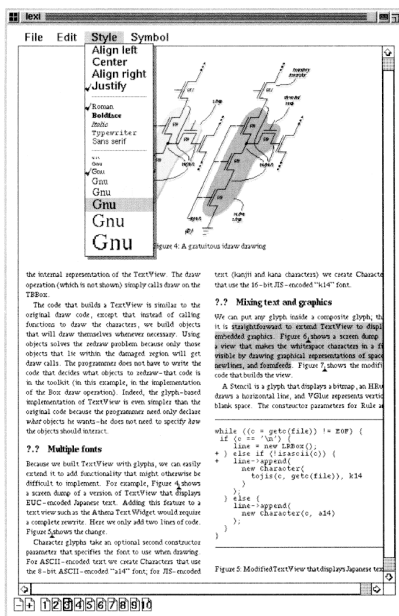 lexi
File Edit Style Symbol
Align left
Center
Align right
Justify
Roman
Boldface
Italic
Typewriter
Sans serif
Gnu
Gnu
Gnu
Gnu
Gnu
Gnu
Gnu
Figure 4: A gratuitous idraw drawing
the internal representation of the TextView. The draw
operation (which is not shown) simply calls draw on the
TBBox.
The code that builds a TextView is similar to the
original draw code, except that instead of calling
functions to draw the characters, we build objects
that will draw themselves whenever necessary. Using
objects solves the redraw problem because only those
objects that lie within the damaged region will get
draw calls. The programmer does not have to write the
code that decides what objects to redraw-that code is
in the toolkit (in this example, in the implementation
of the Box draw operation). Indeed, the glyph-based
implementation of TextView is even simpler than the
original code because the programmer need only declare
what objects he wants-he does not need to specify how
the objects should interact.
?.? Multiple fonts
Because we built TextView with glyphs, we can easily
extend it to add functionality that might otherwise be
difficult to implement. For example, Figure 4 shows
a screen dump of a version of TextView that displays
EUC-encoded Japanese text. Adding this feature to a
text view such as the Athena Text Widget would require
a complete rewrite. Here we only add two lines of code.
Figure 5 shows the change.
Character glyphs take an optional second constructor
parameter that specifies the font to use when drawing.
For ASCII-encoded text we create Characters that use
the 8-bit ASCII-encoded "a14" font; for JIS-encoded
text (kanji and kana characters) we create Characte
that use the 16-bit JIS-encoded "k14" font.
?.? Mixing text and graphics
We can put any glyph inside a composite glyph; th
it is straightforward to extend TextView to displ
embedded graphics. Figure 6 shows a screen dump
a view that makes the whitespace characters in a fi
visible by drawing graphical representations of space
newlines, and formfeeds. Figure 7 shows the modifi
code that builds the view.
A Stencil is a glyph that displays a bitmap, an HRu
draws a horizontal line, and VGlue represents vertic
blank space. The constructor parameters for Rule a
while ((c = getc(file)) != EOF) {
if (c == '\n') {
line = new LRBox();
+ } else if (!isascii(c)) {
+ line->append(
new Character(
tojis(c, getc(file)), k14
)
);
} else {
line->append(
new Character(c, a14)
);
}
}
Figure 5: Modified TextView that displays Japanese tex
1 2 3 4 5 6 7 8 9 10